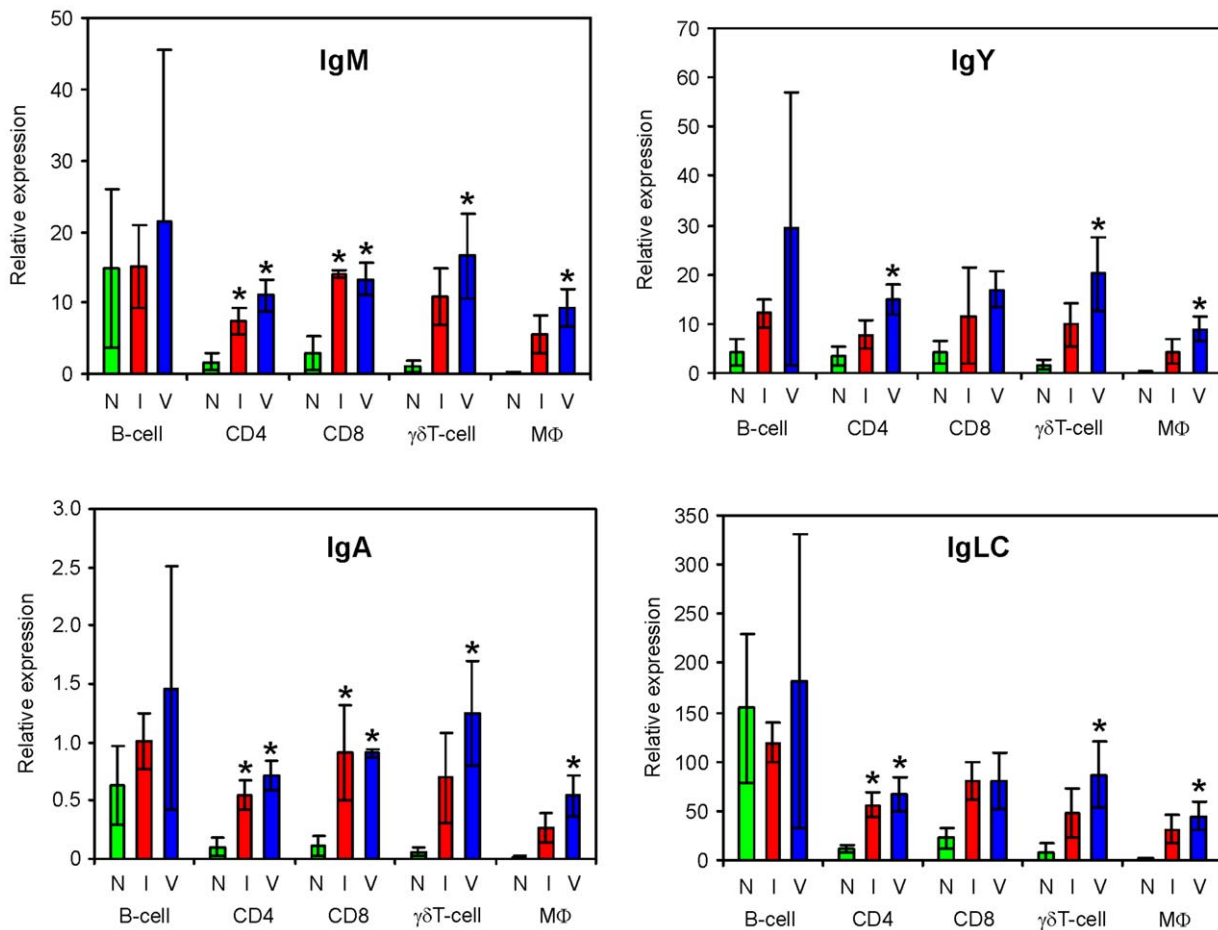 IgM
Relative expression
50
40
30
20
10
0
* * * * * *
N I V N I V N I V N I V N I V
B-cell CD4 CD8 γδT-cell MΦ
IgY
Relative expression
70
60
50
40
30
20
10
0
* * *
N I V N I V N I V N I V N I V
B-cell CD4 CD8 γδT-cell MΦ
IgA
Relative expression
3.0
2.5
2.0
1.5
1.0
0.5
0
* * * * * *
N I V N I V N I V N I V N I V
B-cell CD4 CD8 γδT-cell MΦ
IgLC
Relative expression
350
300
250
200
150
100
50
0
* * * *
N I V N I V N I V N I V N I V
B-cell CD4 CD8 γδT-cell MΦ